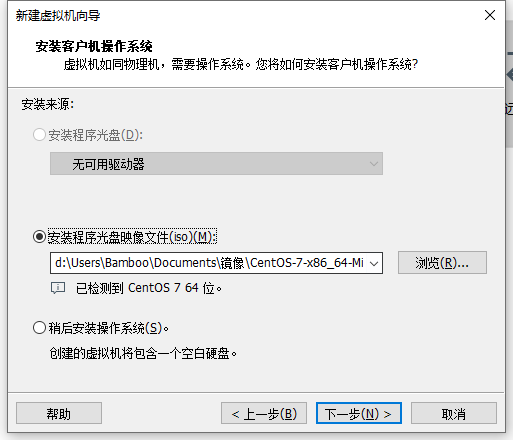 新建虚拟机向导
安装客户机操作系统
虚拟机如同物理机，需要操作系统。您将如何安装客户机操作系统?
安装来源:
安装程序光盘(D):
无可用驱动器
安装程序光盘映像文件(iso)(M):
d:\Users\Bamboo\Documents\镜像\CentOS-7-x86_64-Mi
浏览(R)...
已检测到 CentOS 7 64 位。
稍后安装操作系统(S)。
创建的虚拟机将包含一个空白硬盘。
帮助
< 上一步(B)
下一步(N) >
取消